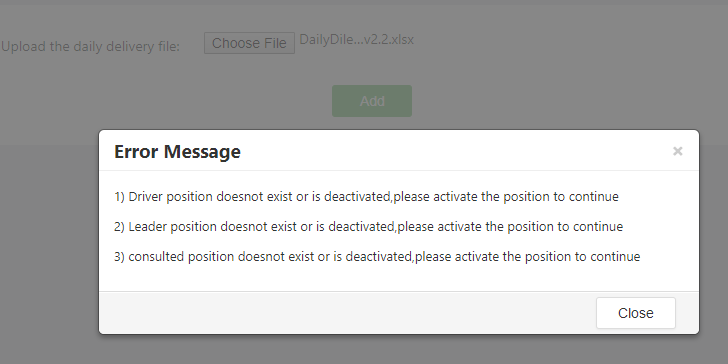 Upload the daily delivery file: Choose File DailyDile...v2.2.xlsx
Add
Error Message ×
1) Driver position doesnot exist or is deactivated,please activate the position to continue
2) Leader position doesnot exist or is deactivated,please activate the position to continue
3) consulted position doesnot exist or is deactivated,please activate the position to continue
Close